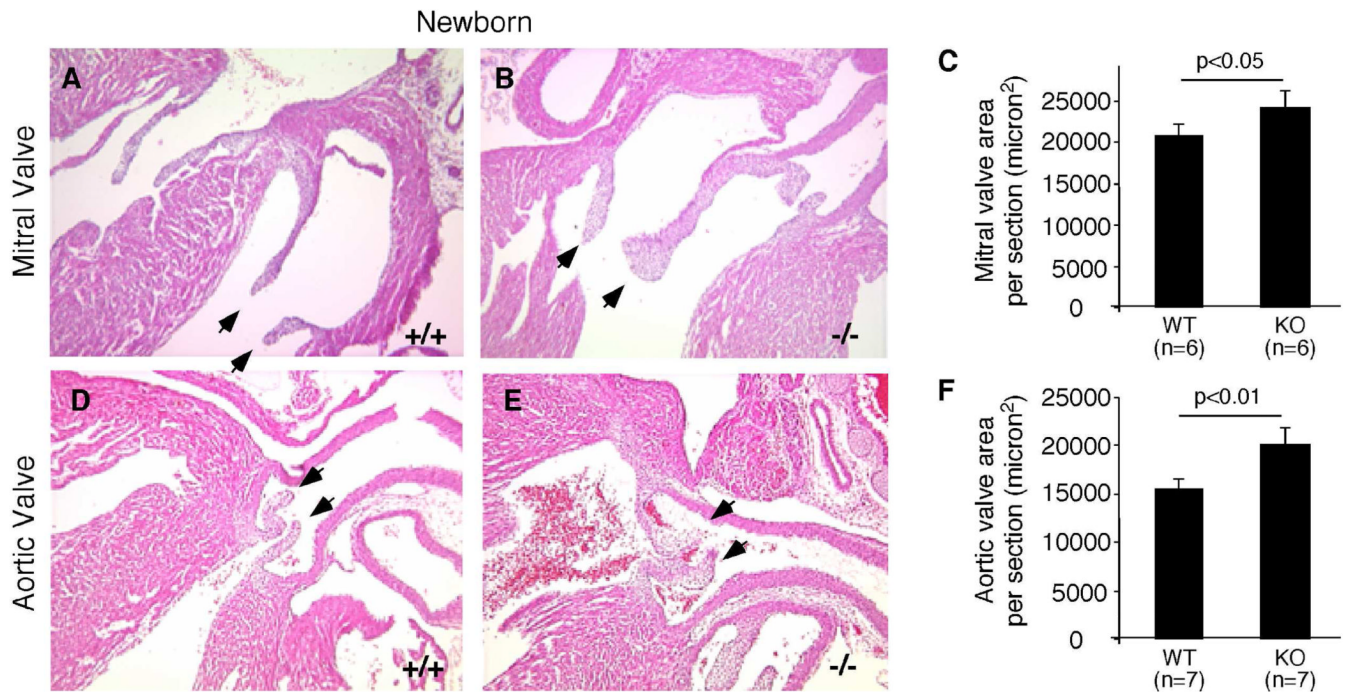 Newborn
Mitral Valve
A
+/+
B
-/-
C
p<0.05
Mitral valve area
per section (micron²)
25000
20000
15000
10000
5000
0
WT
(n=6)
KO
(n=6)
Aortic Valve
D
+/+
E
-/-
F
p<0.01
Aortic valve area
per section (micron²)
25000
20000
15000
10000
5000
0
WT
(n=7)
KO
(n=7)